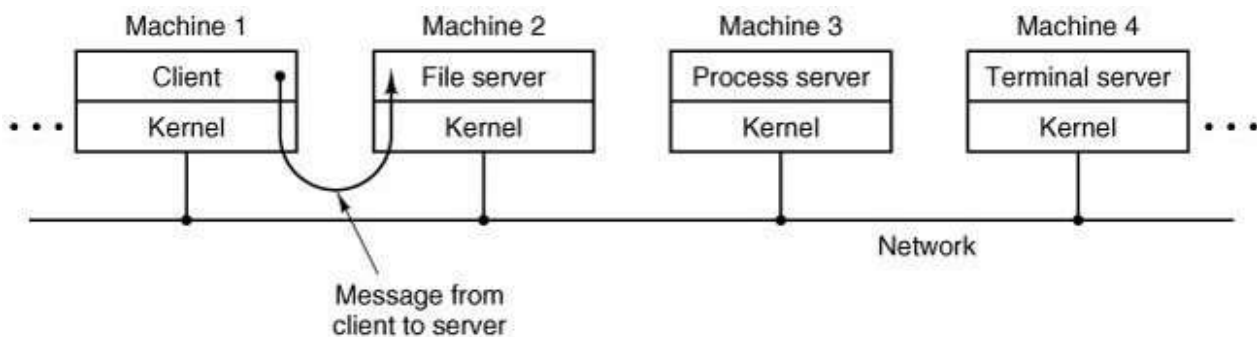 Machine 1
Machine 2
Machine 3
Machine 4
Client
File server
Process server
Terminal server
Kernel
Kernel
Kernel
Kernel
Network
Message from
client to server